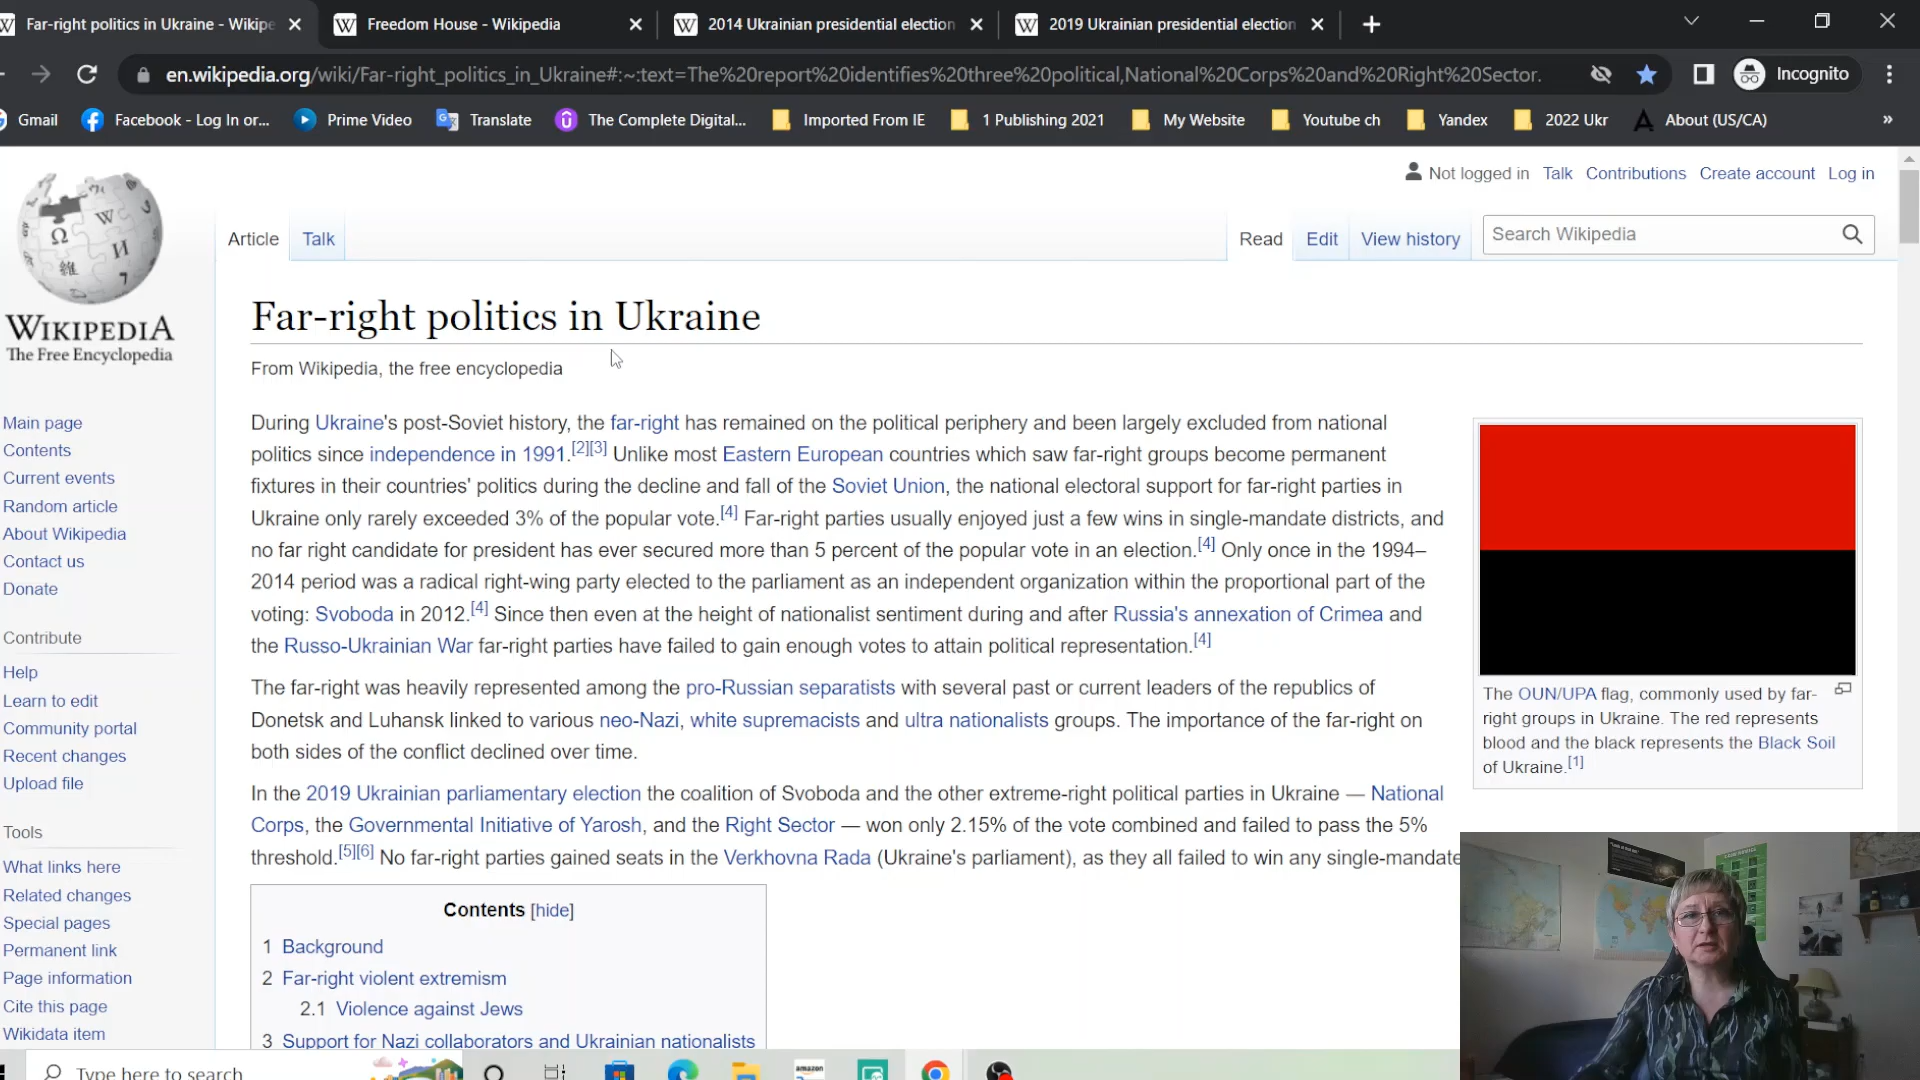 Far-right politics in Ukraine - Wikipe
Freedom House - Wikipedia
2014 Ukrainian presidential election
2019 Ukrainian presidential election
en.wikipedia.org/wiki/Far-right_politics_in_Ukraine#:~:text=The%20report%20identifies%20three%20political,National%20Corps%20and%20Right%20Sector.
Incognito
Gmail
Facebook - Log In or...
Prime Video
Translate
The Complete Digital...
Imported From IE
1 Publishing 2021
My Website
Youtube ch
Yandex
2022 Ukr
About (US/CA)
»
Not logged in Talk Contributions Create account Log in
Article Talk
Read Edit View history
Search Wikipedia
WIKIPEDIA
The Free Encyclopedia
Main page
Contents
Current events
Random article
About Wikipedia
Contact us
Donate
Contribute
Help
Learn to edit
Community portal
Recent changes
Upload file
Tools
What links here
Related changes
Special pages
Permanent link
Page information
Cite this page
Wikidata item
Far-right politics in Ukraine
From Wikipedia, the free encyclopedia
During Ukraine's post-Soviet history, the far-right has remained on the political periphery and been largely excluded from national
politics since independence in 1991.[2][3] Unlike most Eastern European countries which saw far-right groups become permanent
fixtures in their countries' politics during the decline and fall of the Soviet Union, the national electoral support for far-right parties in
Ukraine only rarely exceeded 3% of the popular vote.[4] Far-right parties usually enjoyed just a few wins in single-mandate districts, and
no far right candidate for president has ever secured more than 5 percent of the popular vote in an election.[4] Only once in the 1994–
2014 period was a radical right-wing party elected to the parliament as an independent organization within the proportional part of the
voting: Svoboda in 2012.[4] Since then even at the height of nationalist sentiment during and after Russia's annexation of Crimea and
the Russo-Ukrainian War far-right parties have failed to gain enough votes to attain political representation.[4]
The far-right was heavily represented among the pro-Russian separatists with several past or current leaders of the republics of
Donetsk and Luhansk linked to various neo-Nazi, white supremacists and ultra nationalists groups. The importance of the far-right on
both sides of the conflict declined over time.
In the 2019 Ukrainian parliamentary election the coalition of Svoboda and the other extreme-right political parties in Ukraine — National
Corps, the Governmental Initiative of Yarosh, and the Right Sector — won only 2.15% of the vote combined and failed to pass the 5%
threshold.[5][6] No far-right parties gained seats in the Verkhovna Rada (Ukraine's parliament), as they all failed to win any single-mandate
The OUN/UPA flag, commonly used by far-
right groups in Ukraine. The red represents
blood and the black represents the Black Soil
of Ukraine.[1]
Contents [hide]
1 Background
2 Far-right violent extremism
2.1 Violence against Jews
3 Support for Nazi collaborators and Ukrainian nationalists
Type here to search
amazon